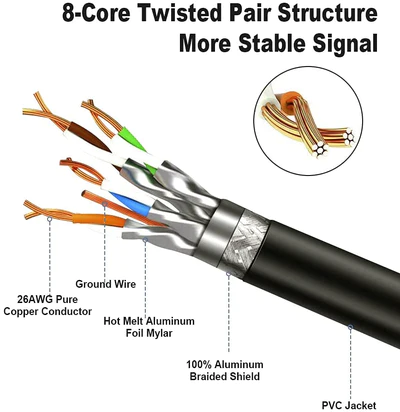 8-Core Twisted Pair Structure
More Stable Signal
Ground Wire
26AWG Pure
Copper Conductor
Hot Melt Aluminum
Foil Mylar
100% Aluminum
Braided Shield
PVC Jacket